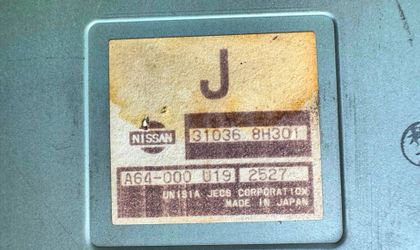 J
NISSAN
31036 8H301
A64-000 U19 2527
UNISIA JECS CORPORATION
MADE IN JAPAN